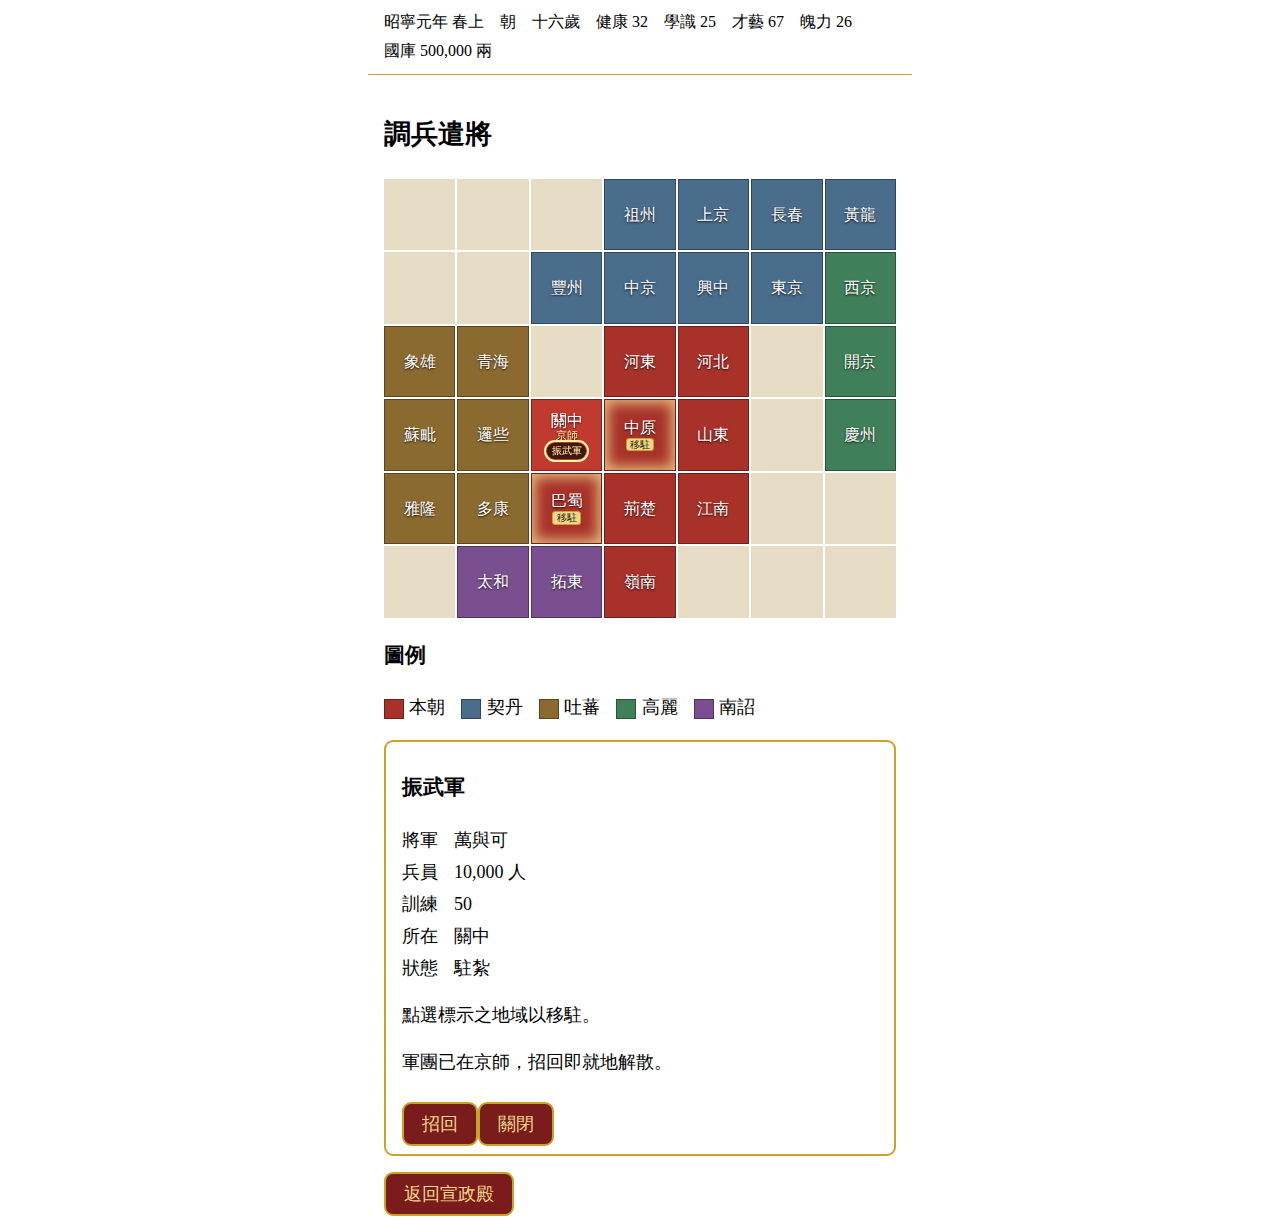 昭寧元年 春上　朝　十六歲　健康 32　學識 25　才藝 67　魄力 26
國庫 500,000 兩
調兵遣將
祖州 上京 長春 黃龍
豐州 中京 興中 東京 西京
象雄 青海 河東 河北 開京
蘇毗 邏些 關中 京師 振武軍 中原 移駐 山東 慶州
雅隆 多康 巴蜀 移駐 荊楚 江南
太和 拓東 嶺南
圖例
本朝 契丹 吐蕃 高麗 南詔
振武軍
將軍　萬與可
兵員　10,000 人
訓練　50
所在　關中
狀態　駐紮
點選標示之地域以移駐。
軍團已在京師，招回即就地解散。
招回 關閉
返回宣政殿